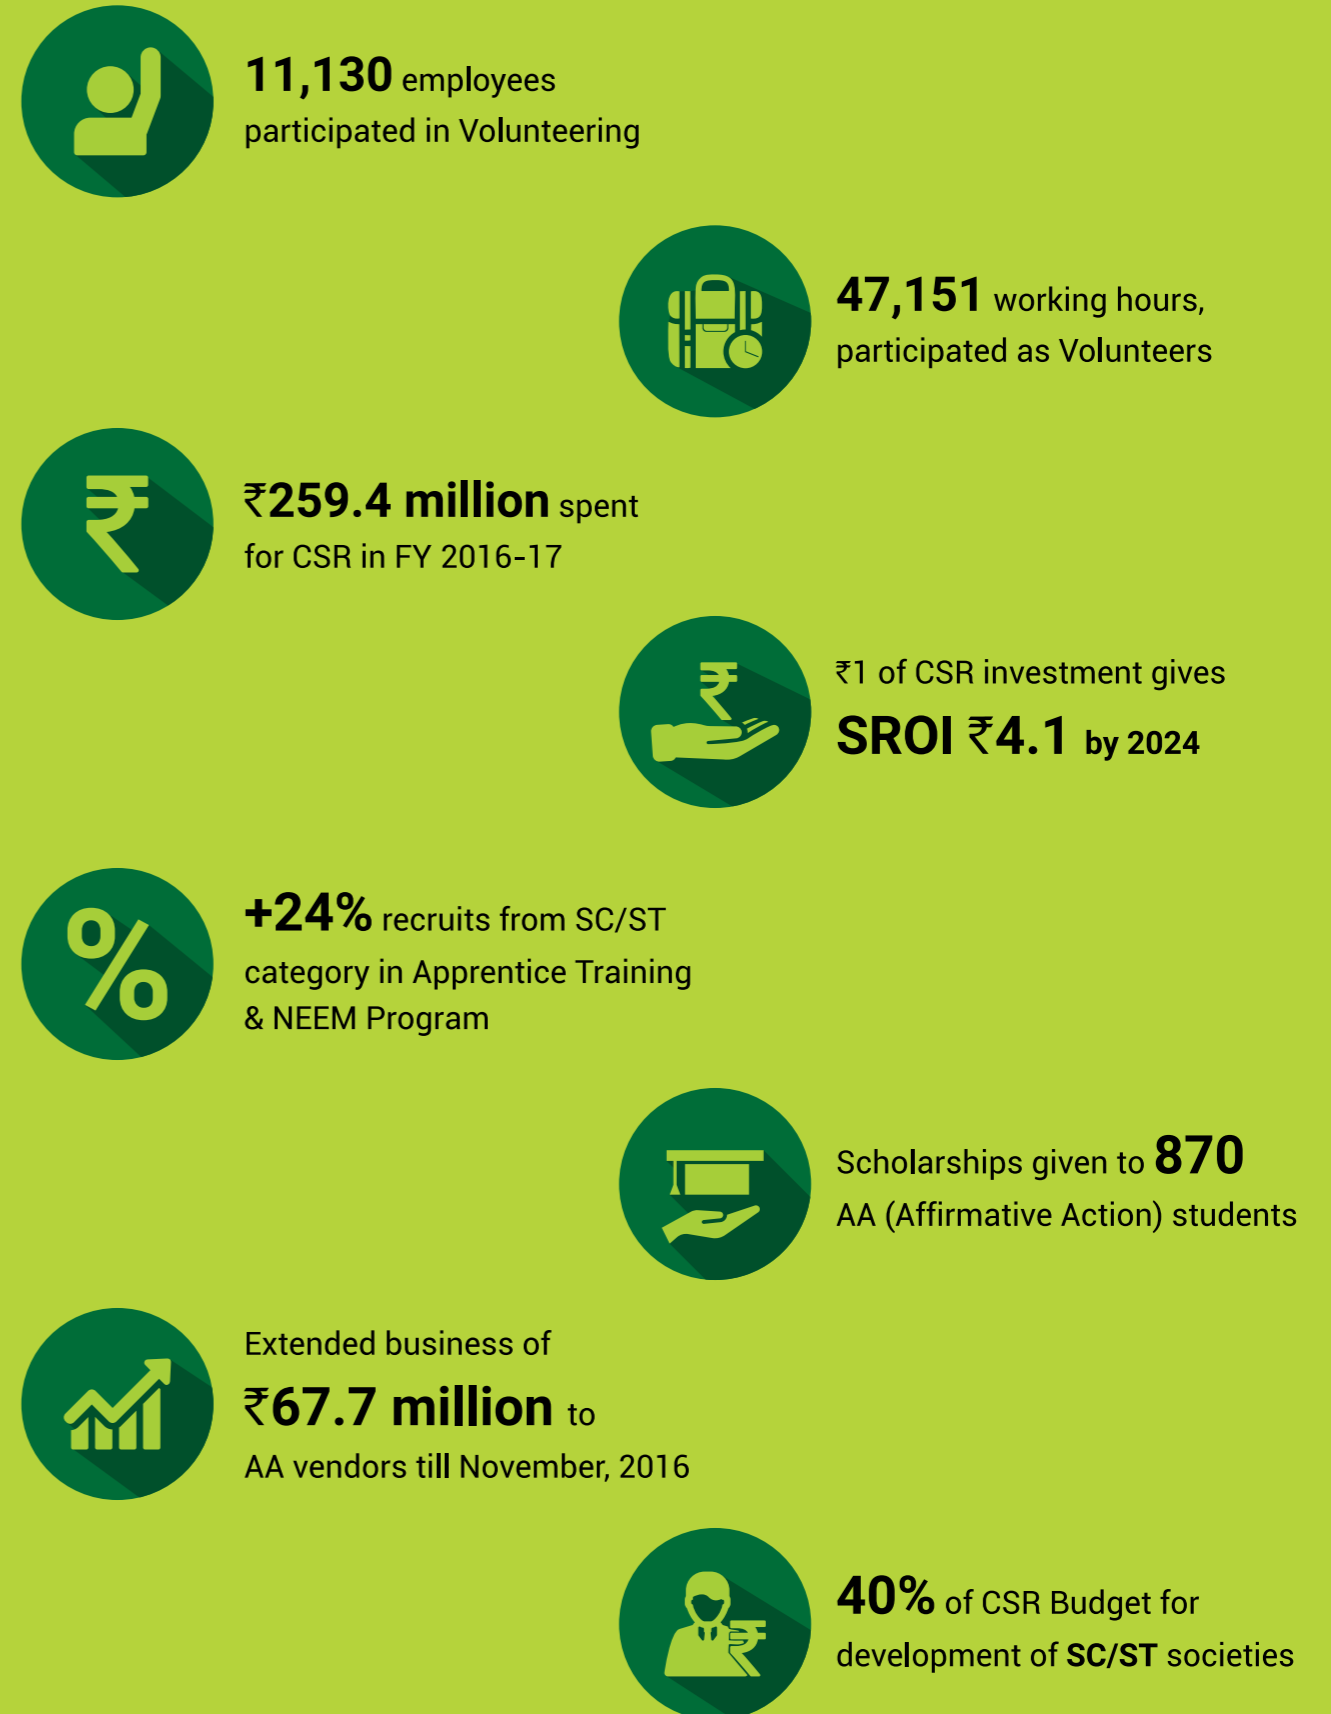 11,130 employees
participated in Volunteering
47,151 working hours,
participated as Volunteers
₹259.4 million spent
for CSR in FY 2016-17
₹1 of CSR investment gives
SROI ₹4.1 by 2024
+24% recruits from SC/ST
category in Apprentice Training
& NEEM Program
Scholarships given to 870
AA (Affirmative Action) students
Extended business of
₹67.7 million to
AA vendors till November, 2016
40% of CSR Budget for
development of SC/ST societies